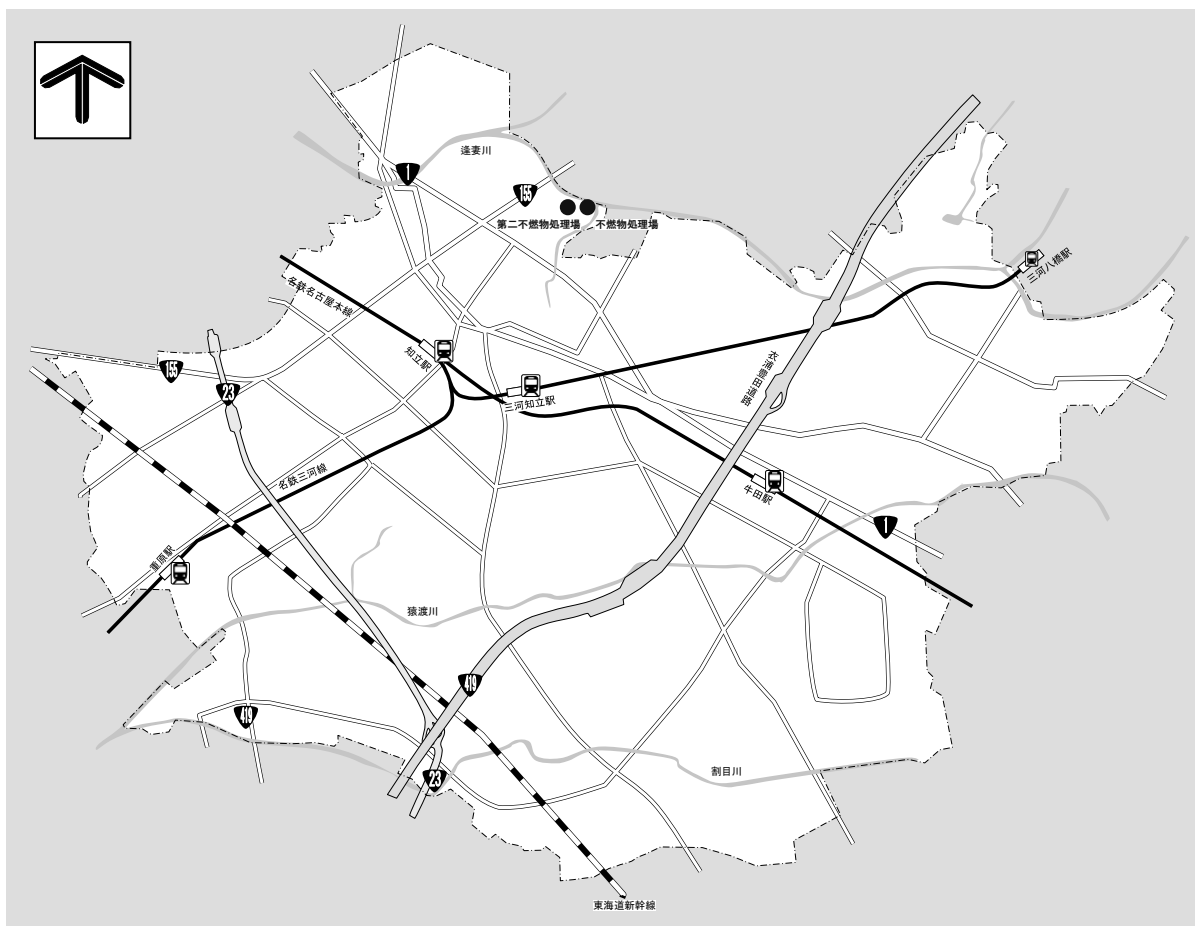 逢妻川
1
155
第二不燃物処理場
不燃物処理場
三河八橋駅
名鉄名古屋本線
知立駅
155
23
三河知立駅
衣浦豊田道路
名鉄三河線
牛田駅
1
重原駅
猿渡川
419
419
23
割目川
東海道新幹線